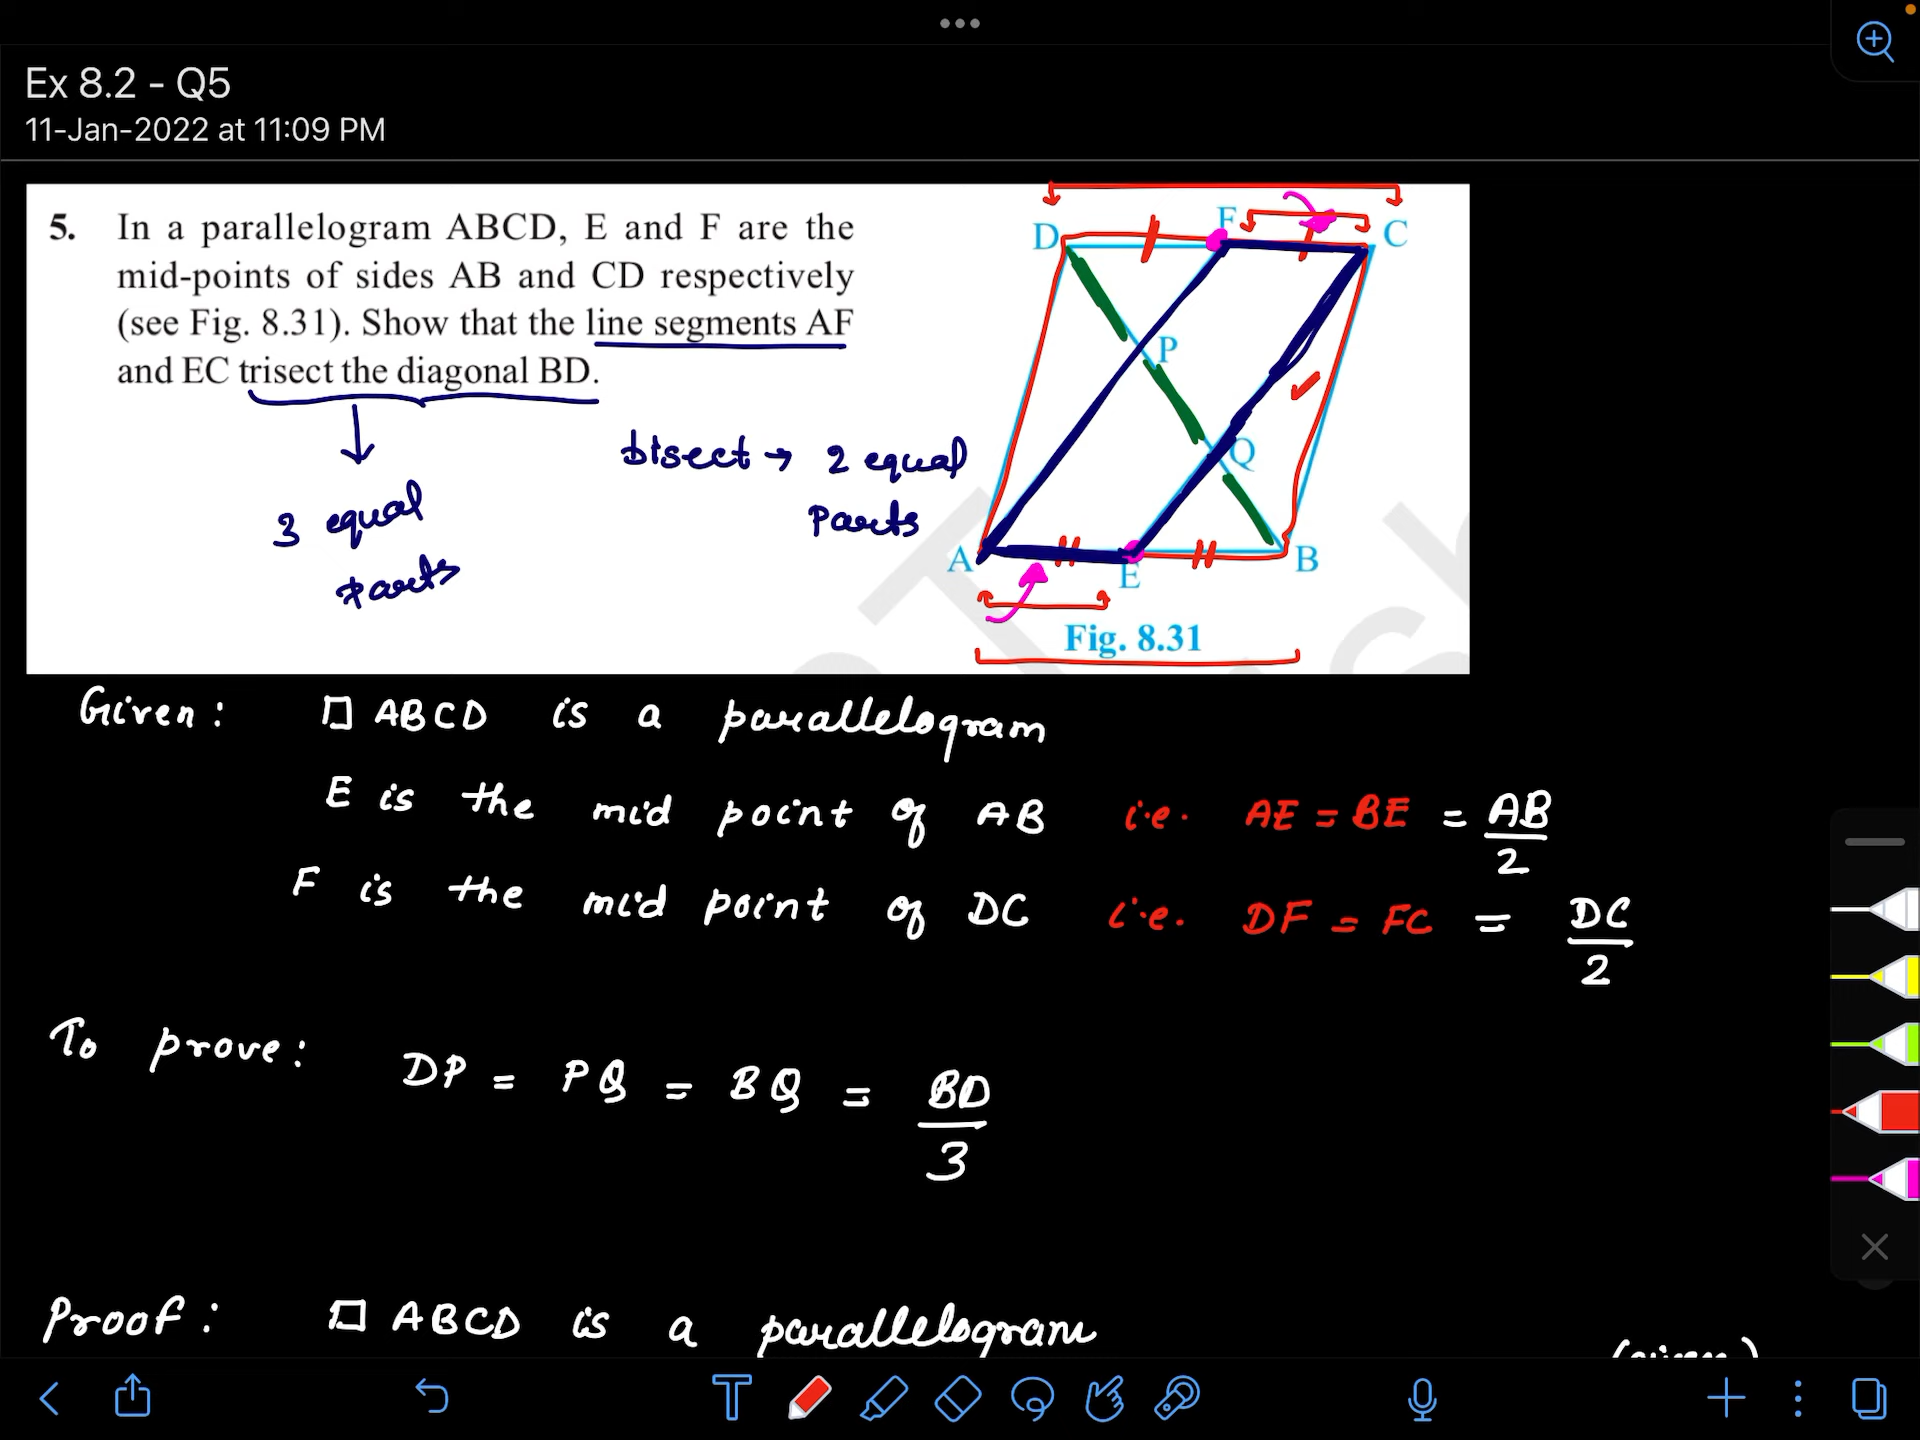 Ex 8.2 - Q5
11-Jan-2022 at 11:09 PM
5. In a parallelogram ABCD, E and F are the
mid-points of sides AB and CD respectively
(see Fig. 8.31). Show that the line segments AF
and EC trisect the diagonal BD.
3 equal
parts
bisect → 2 equal
parts
D F C
P
Q
A E B
Fig. 8.31
Given: □ ABCD is a parallelogram
E is the mid point of AB i.e. AE = BE = AB/2
F is the mid point of DC i.e. DF = FC = DC/2
To prove: DP = PQ = BQ = BD/3
Proof: □ ABCD is a parallelogram (given)